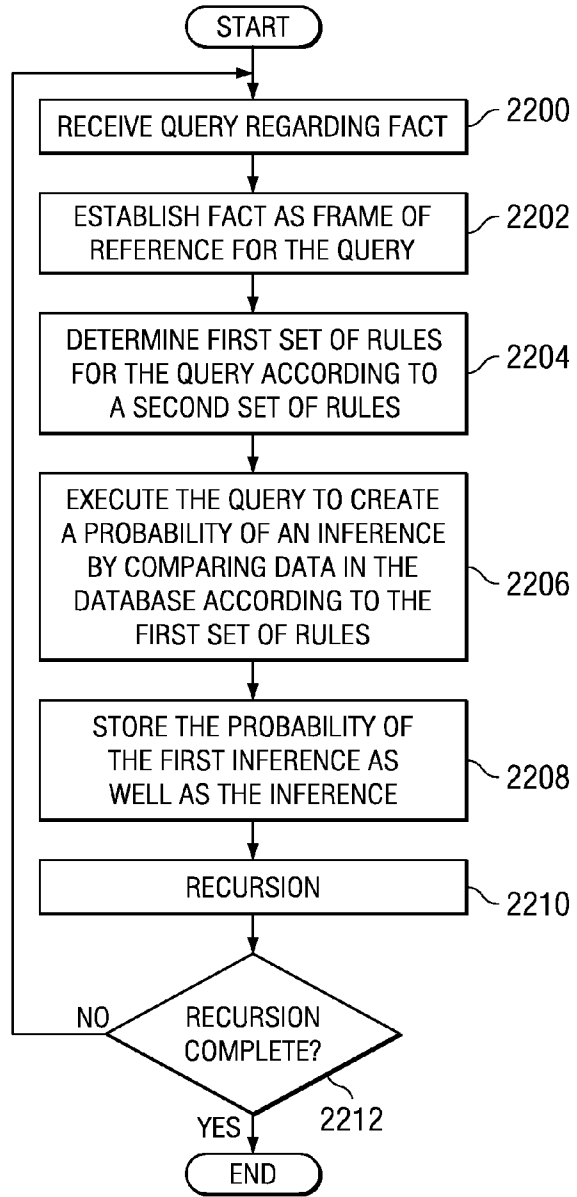 START
RECEIVE QUERY REGARDING FACT
2200
ESTABLISH FACT AS FRAME OF
REFERENCE FOR THE QUERY
2202
DETERMINE FIRST SET OF RULES
FOR THE QUERY ACCORDING TO
A SECOND SET OF RULES
2204
EXECUTE THE QUERY TO CREATE
A PROBABILITY OF AN INFERENCE
BY COMPARING DATA IN THE
DATABASE ACCORDING TO THE
FIRST SET OF RULES
2206
STORE THE PROBABILITY OF
THE FIRST INFERENCE AS
WELL AS THE INFERENCE
2208
RECURSION
2210
NO
RECURSION
COMPLETE?
2212
YES
END